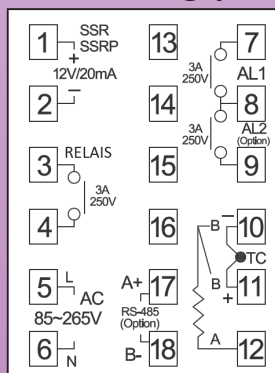 1 SSR 13 7
SSRP
+ 3A
250V AL1
12V/20mA
2 − 14 8
3A
250V AL2
(Option)
3 RELAIS 15 9
3A
250V
4 16 B − 10
TC
5 L A+ 17 B 11
AC RS-485 +
85~265V (Option)
6 N B- 18 A 12